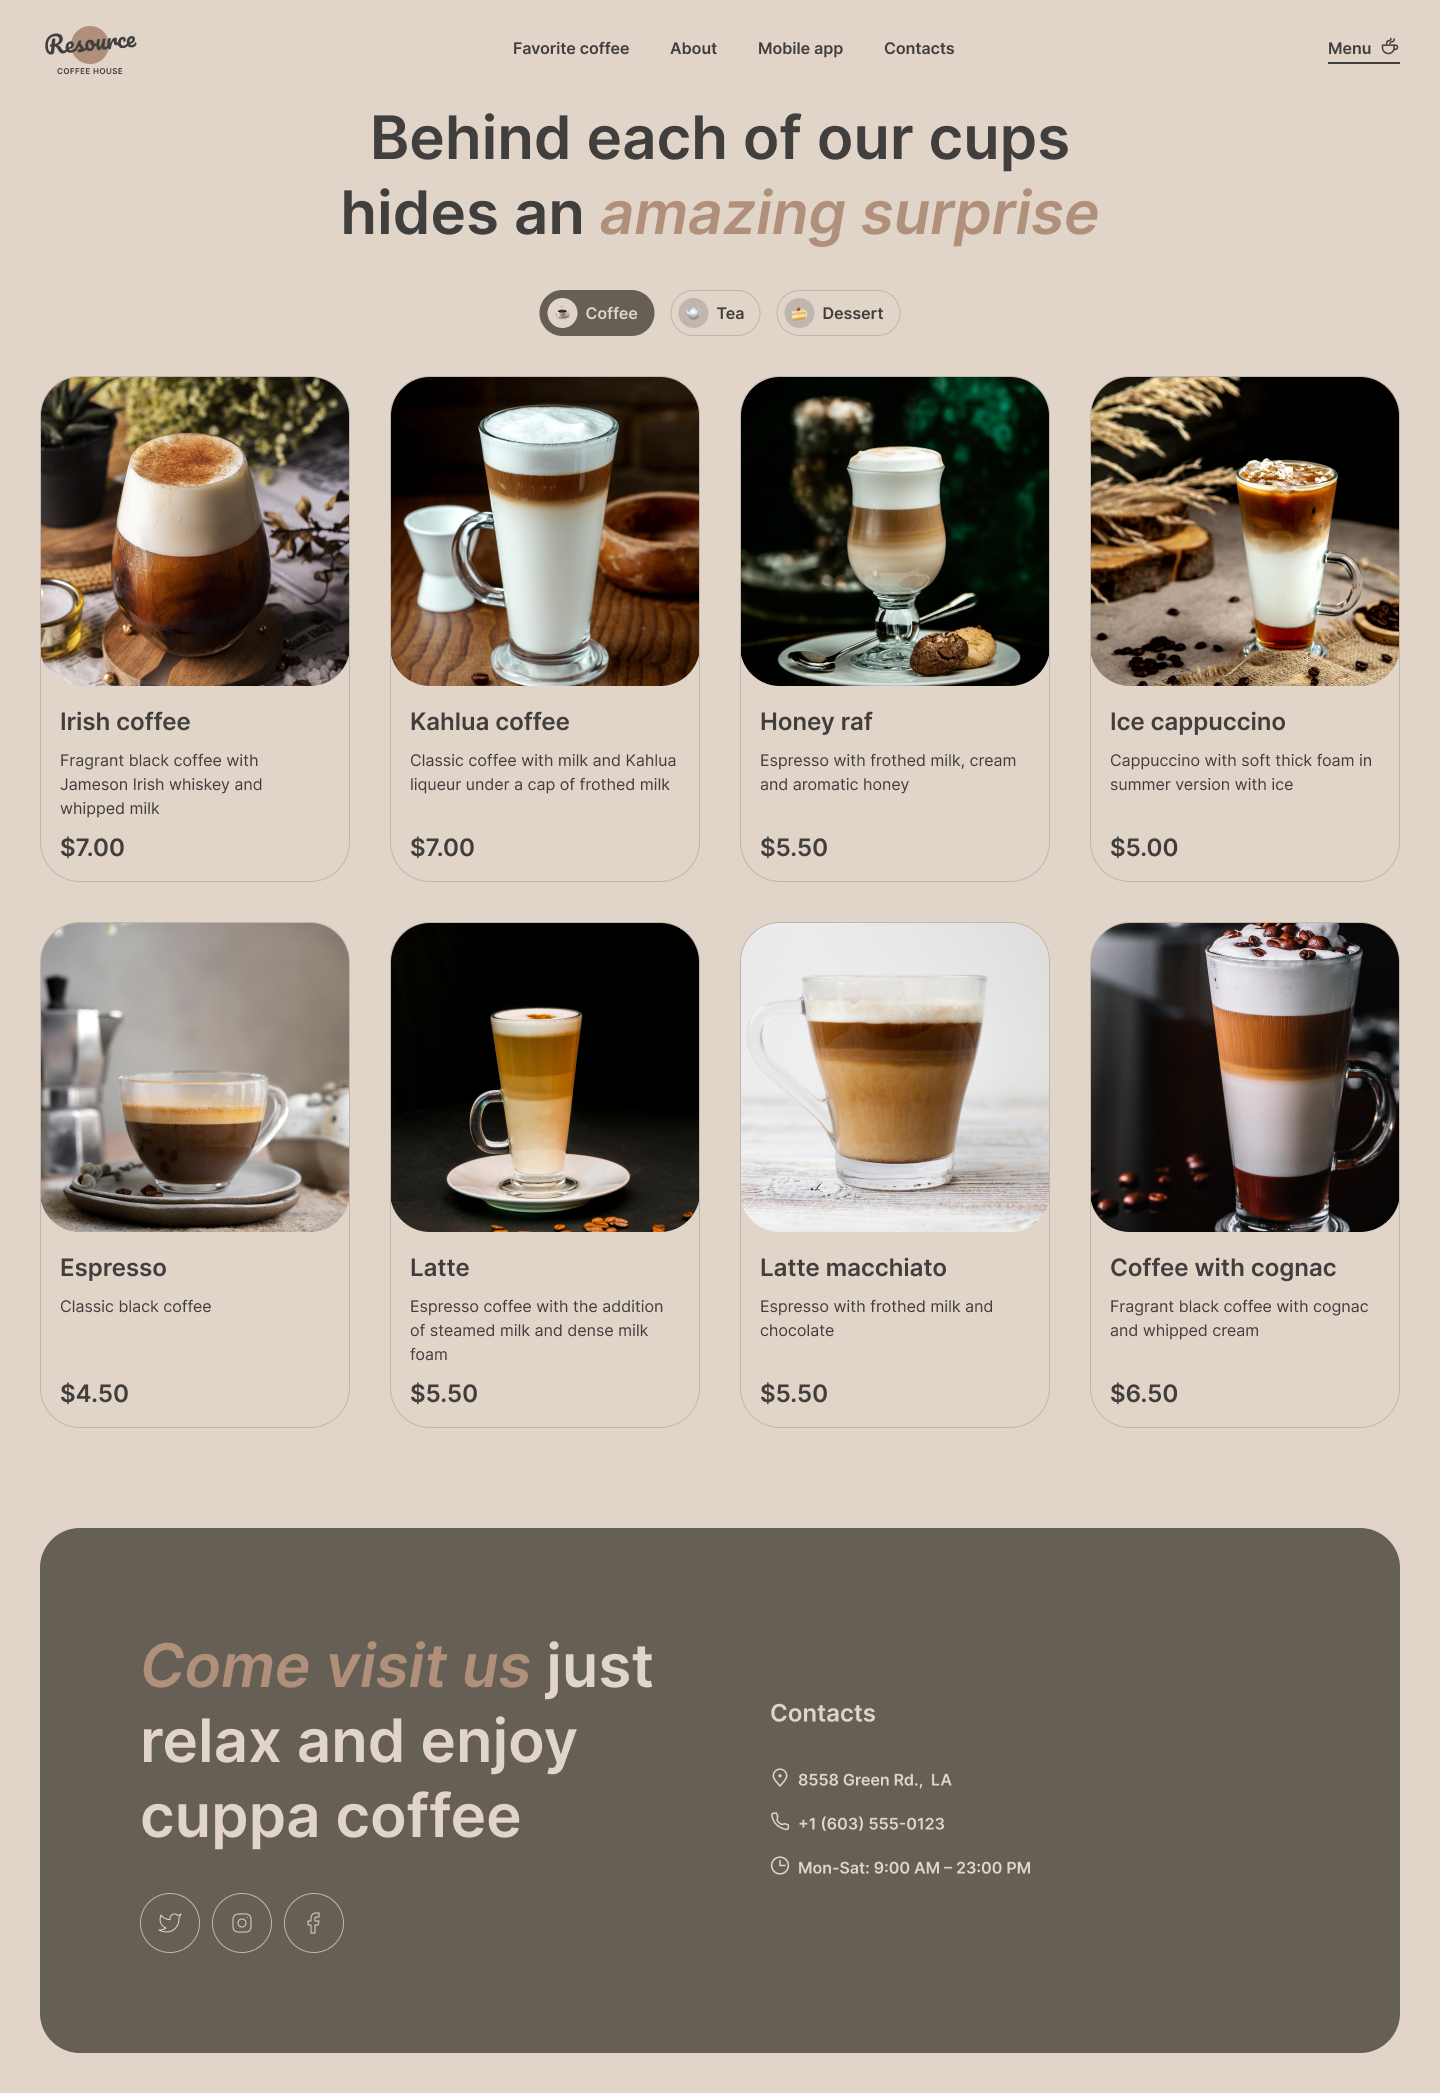 Resource
COFFEE HOUSE
Favorite coffee
About
Mobile app
Contacts
Menu
Behind each of our cups
hides an amazing surprise
Coffee
Tea
Dessert
Irish coffee
Fragrant black coffee with
Jameson Irish whiskey and
whipped milk
$7.00
Kahlua coffee
Classic coffee with milk and Kahlua
liqueur under a cap of frothed milk
$7.00
Honey raf
Espresso with frothed milk, cream
and aromatic honey
$5.50
Ice cappuccino
Cappuccino with soft thick foam in
summer version with ice
$5.00
Espresso
Classic black coffee
$4.50
Latte
Espresso coffee with the addition
of steamed milk and dense milk
foam
$5.50
Latte macchiato
Espresso with frothed milk and
chocolate
$5.50
Coffee with cognac
Fragrant black coffee with cognac
and whipped cream
$6.50
Come visit us just
relax and enjoy
cuppa coffee
Contacts
8558 Green Rd.,  LA
+1 (603) 555-0123
Mon-Sat: 9:00 AM – 23:00 PM